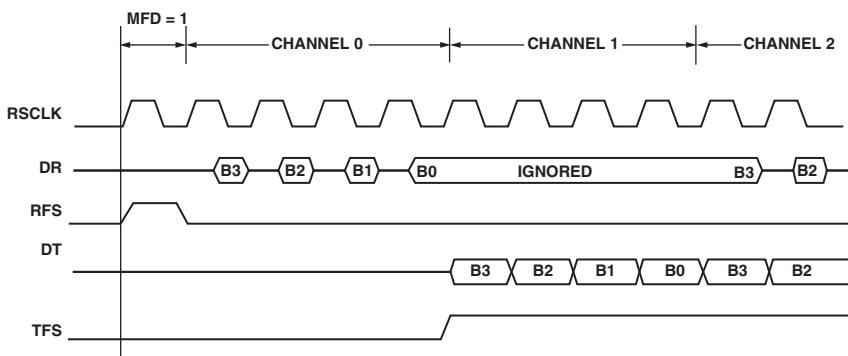 MFD = 1
CHANNEL 0 CHANNEL 1 CHANNEL 2
RSCLK
DR B3 B2 B1 B0 IGNORED B3 B2
RFS
DT
B3 B2 B1 B0 B3 B2
TFS